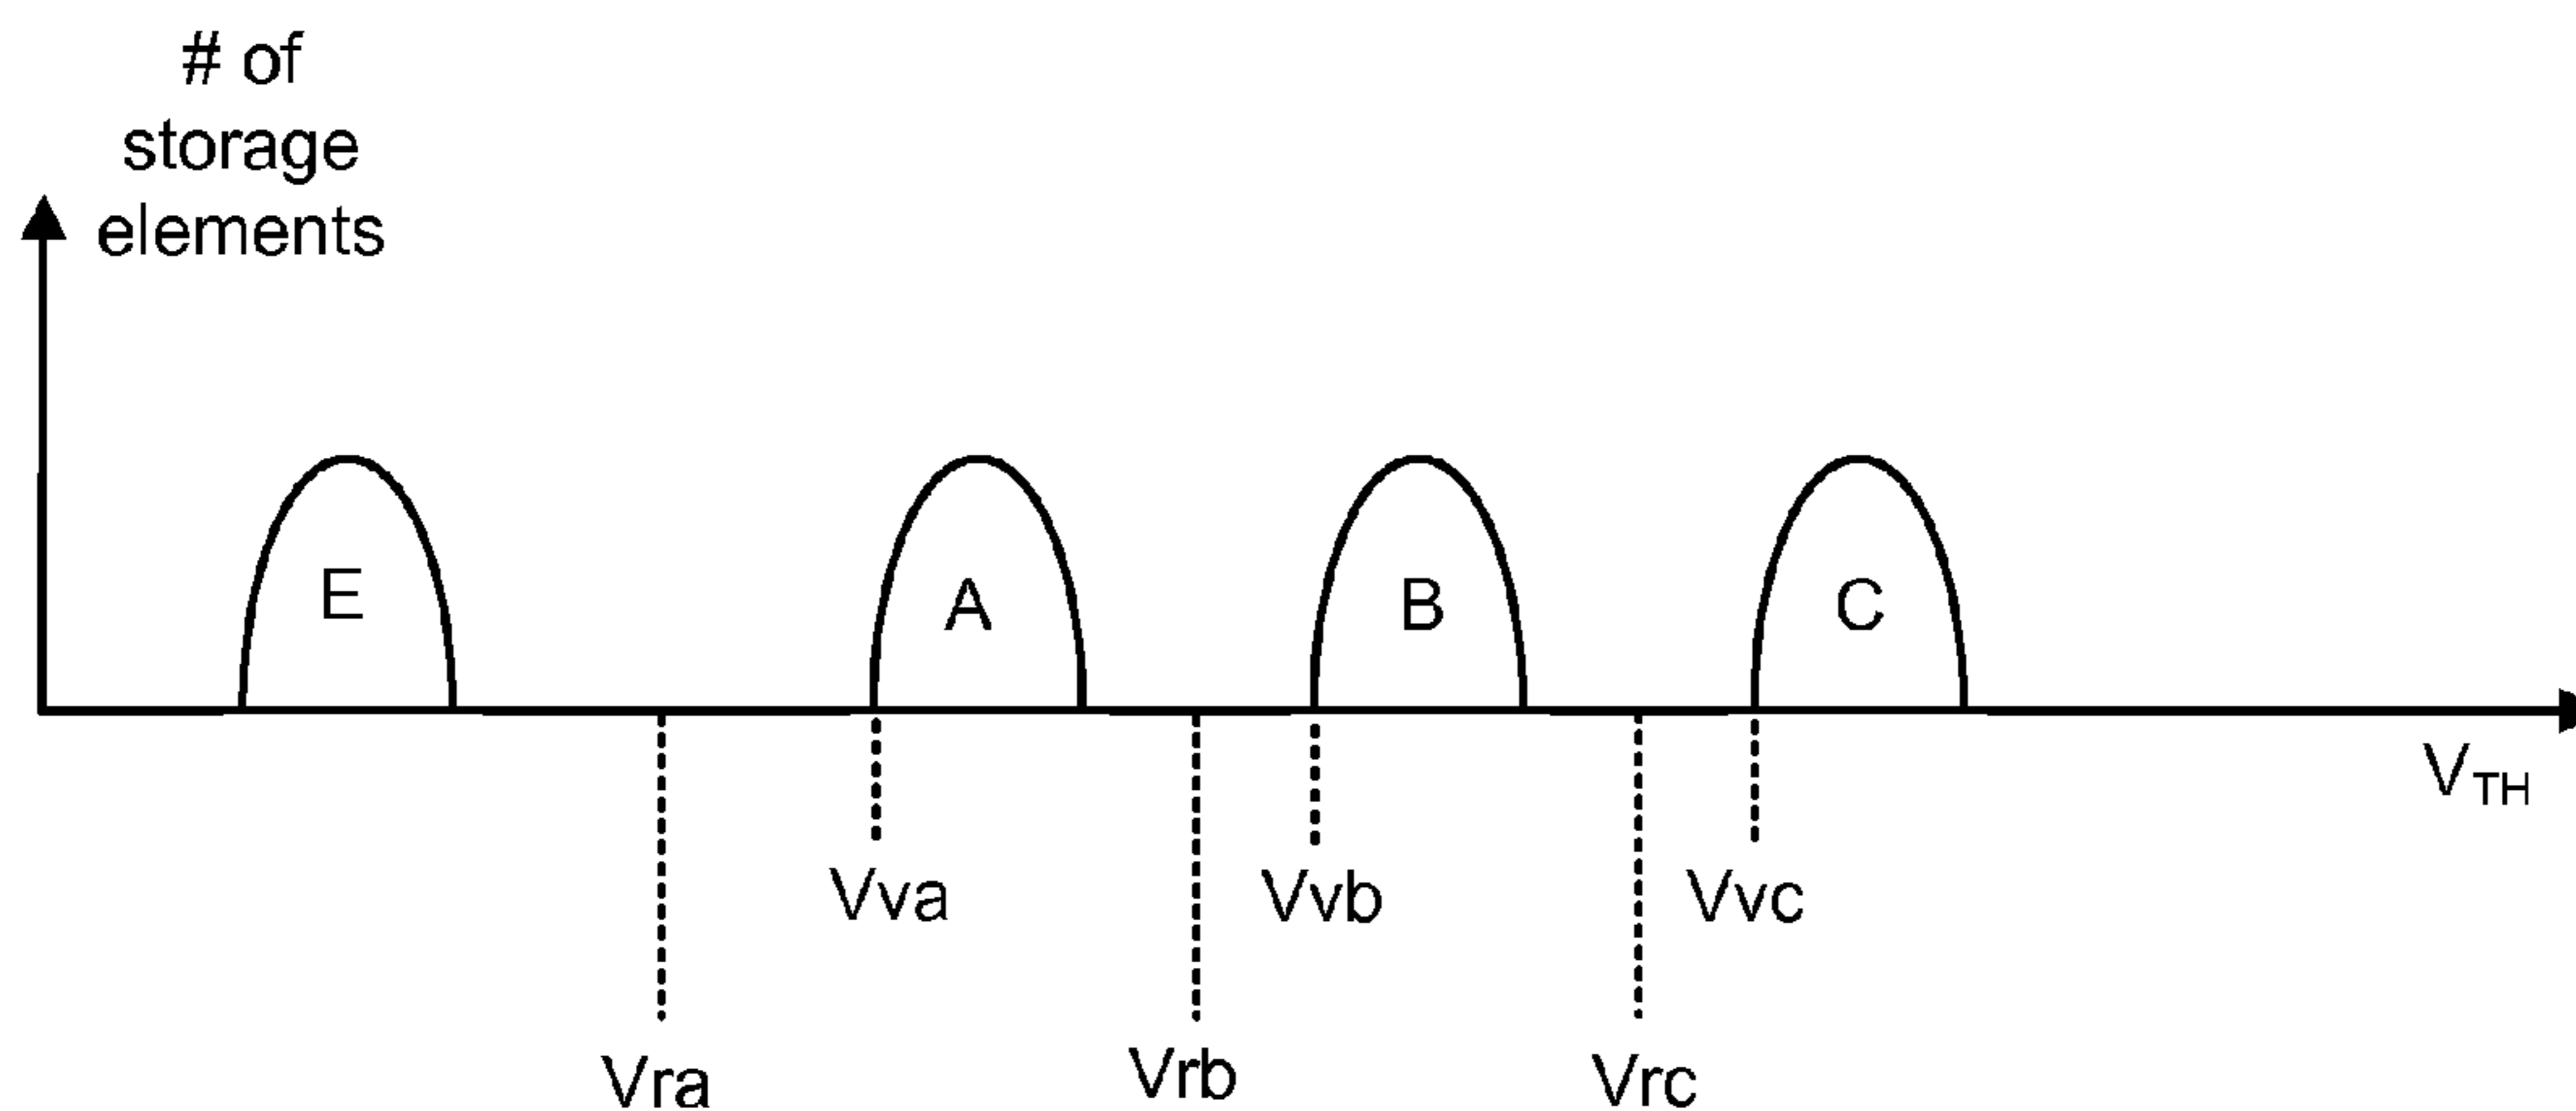 # of
storage
elements
E
A
B
C
V_TH
Vva
Vvb
Vvc
Vra
Vrb
Vrc